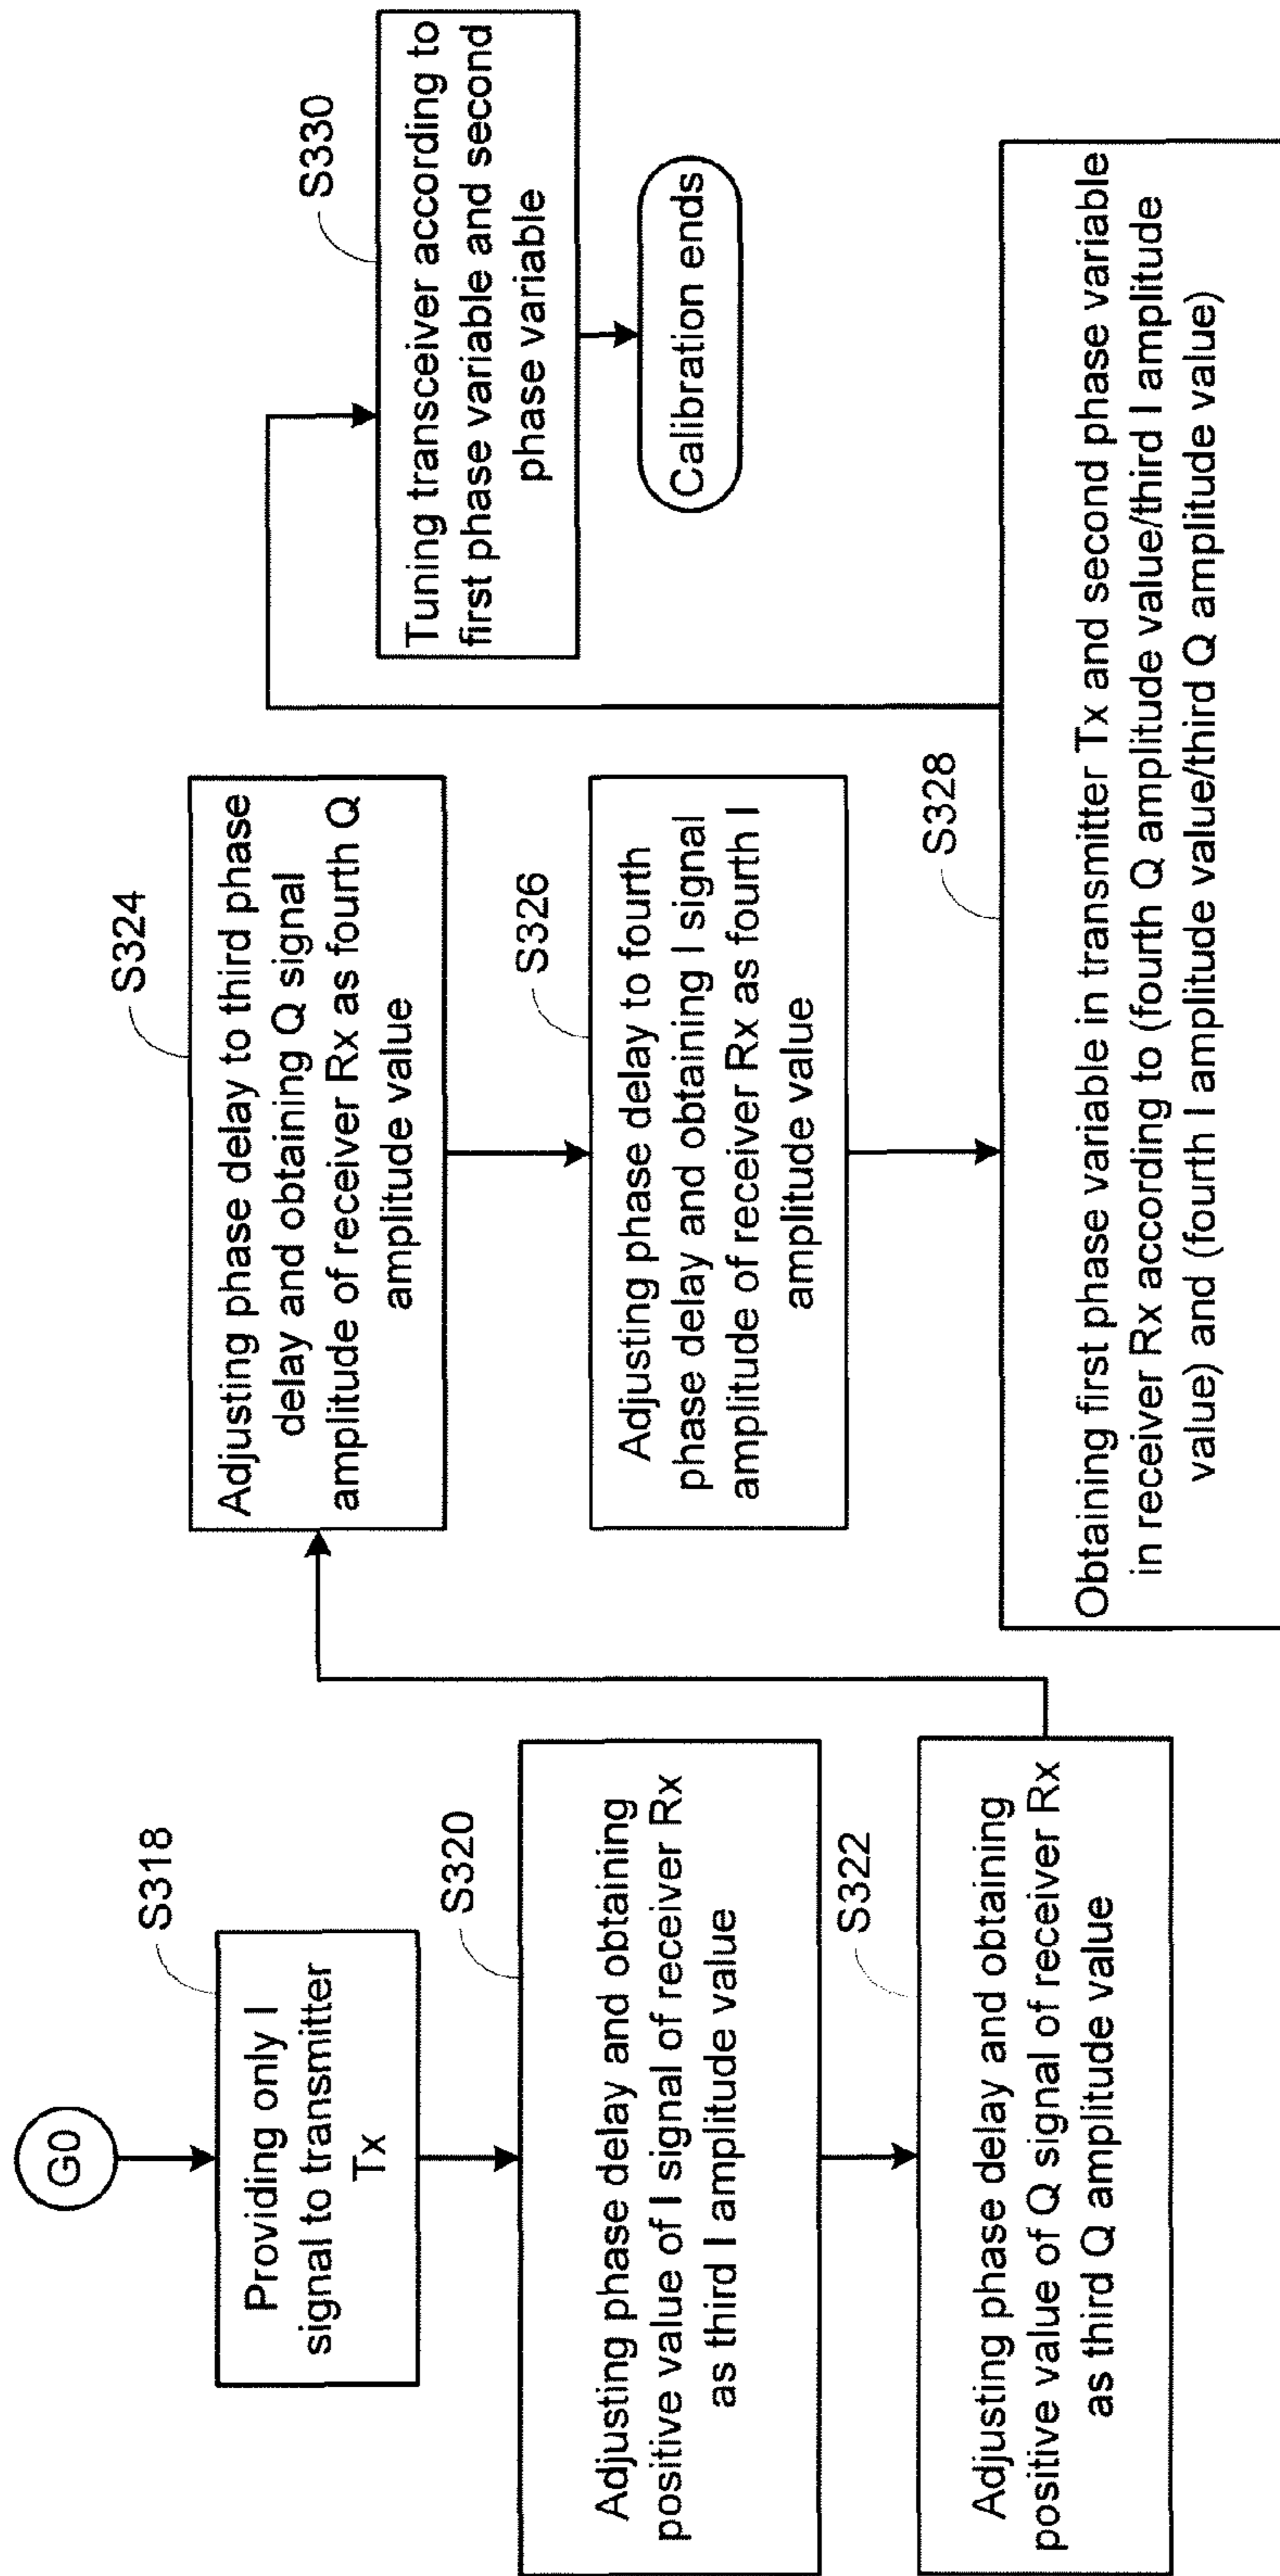 G0
S318
Providing only I
signal to transmitter
Tx
S320
Adjusting phase delay and obtaining
positive value of I signal of receiver Rx
as third I amplitude value
S322
Adjusting phase delay and obtaining
positive value of Q signal of receiver Rx
as third Q amplitude value
S324
Adjusting phase delay to third phase
delay and obtaining Q signal
amplitude of receiver Rx as fourth Q
amplitude value
S326
Adjusting phase delay to fourth
phase delay and obtaining I signal
amplitude of receiver Rx as fourth I
amplitude value
S328
Obtaining first phase variable in transmitter Tx and second phase variable
in receiver Rx according to (fourth Q amplitude value/third I amplitude
value) and (fourth I amplitude value/third Q amplitude value)
S330
Tuning transceiver according to
first phase variable and second
phase variable
Calibration ends